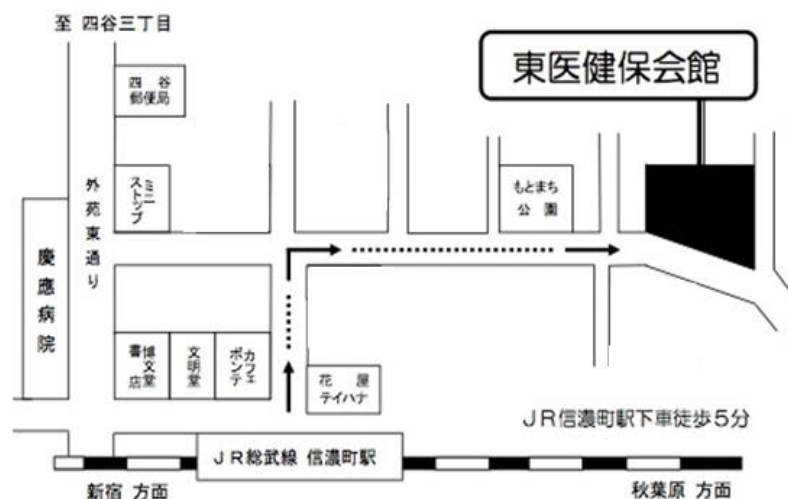 至 四谷三丁目
四谷
郵便局
東医健保会館
外苑東通り
ミニ
ストップ
もとまち
公園
慶應病院
博文堂
書店
文明堂
カフェ
ポンテ
花屋
テイハナ
JR信濃町駅下車徒歩5分
JR総武線 信濃町駅
新宿 方面
秋葉原 方面